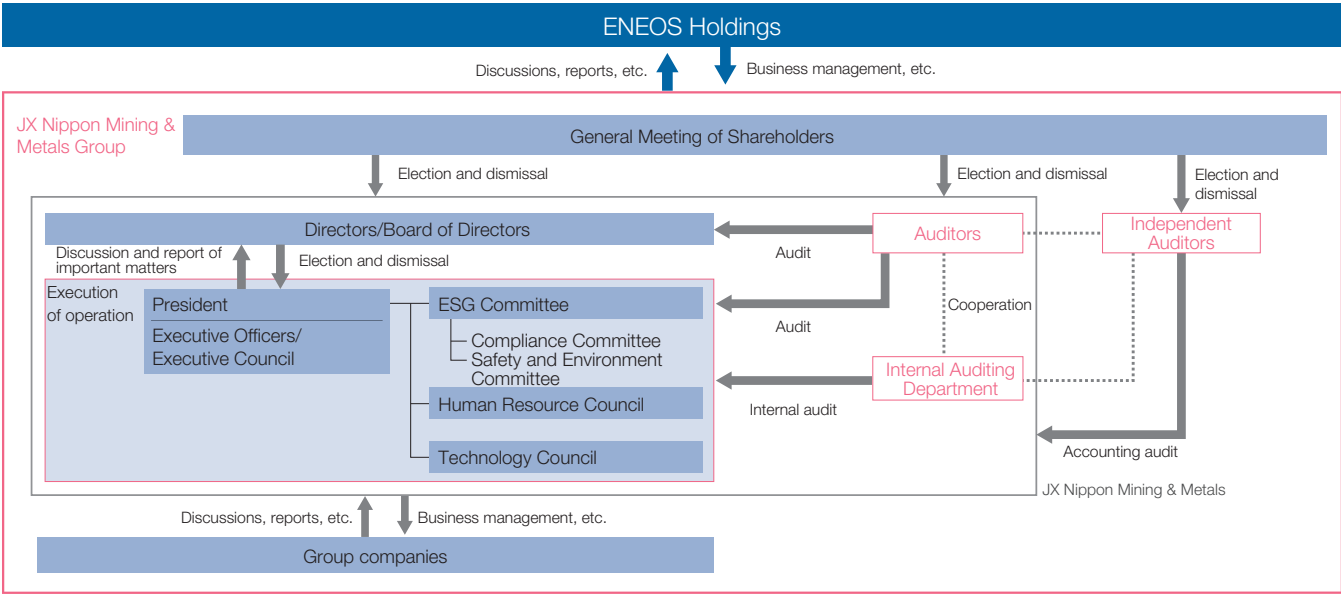 ENEOS Holdings
Discussions, reports, etc.
Business management, etc.
JX Nippon Mining &
Metals Group
General Meeting of Shareholders
Election and dismissal
Election and dismissal
Election and
dismissal
Directors/Board of Directors
Audit
Auditors
Independent
Auditors
Discussion and report of
important matters
Election and dismissal
Execution
of operation
President
Executive Officers/
Executive Council
ESG Committee
Compliance Committee
Safety and Environment
Committee
Human Resource Council
Technology Council
Audit
Cooperation
Internal Auditing
Department
Internal audit
Accounting audit
JX Nippon Mining & Metals
Discussions, reports, etc.
Business management, etc.
Group companies